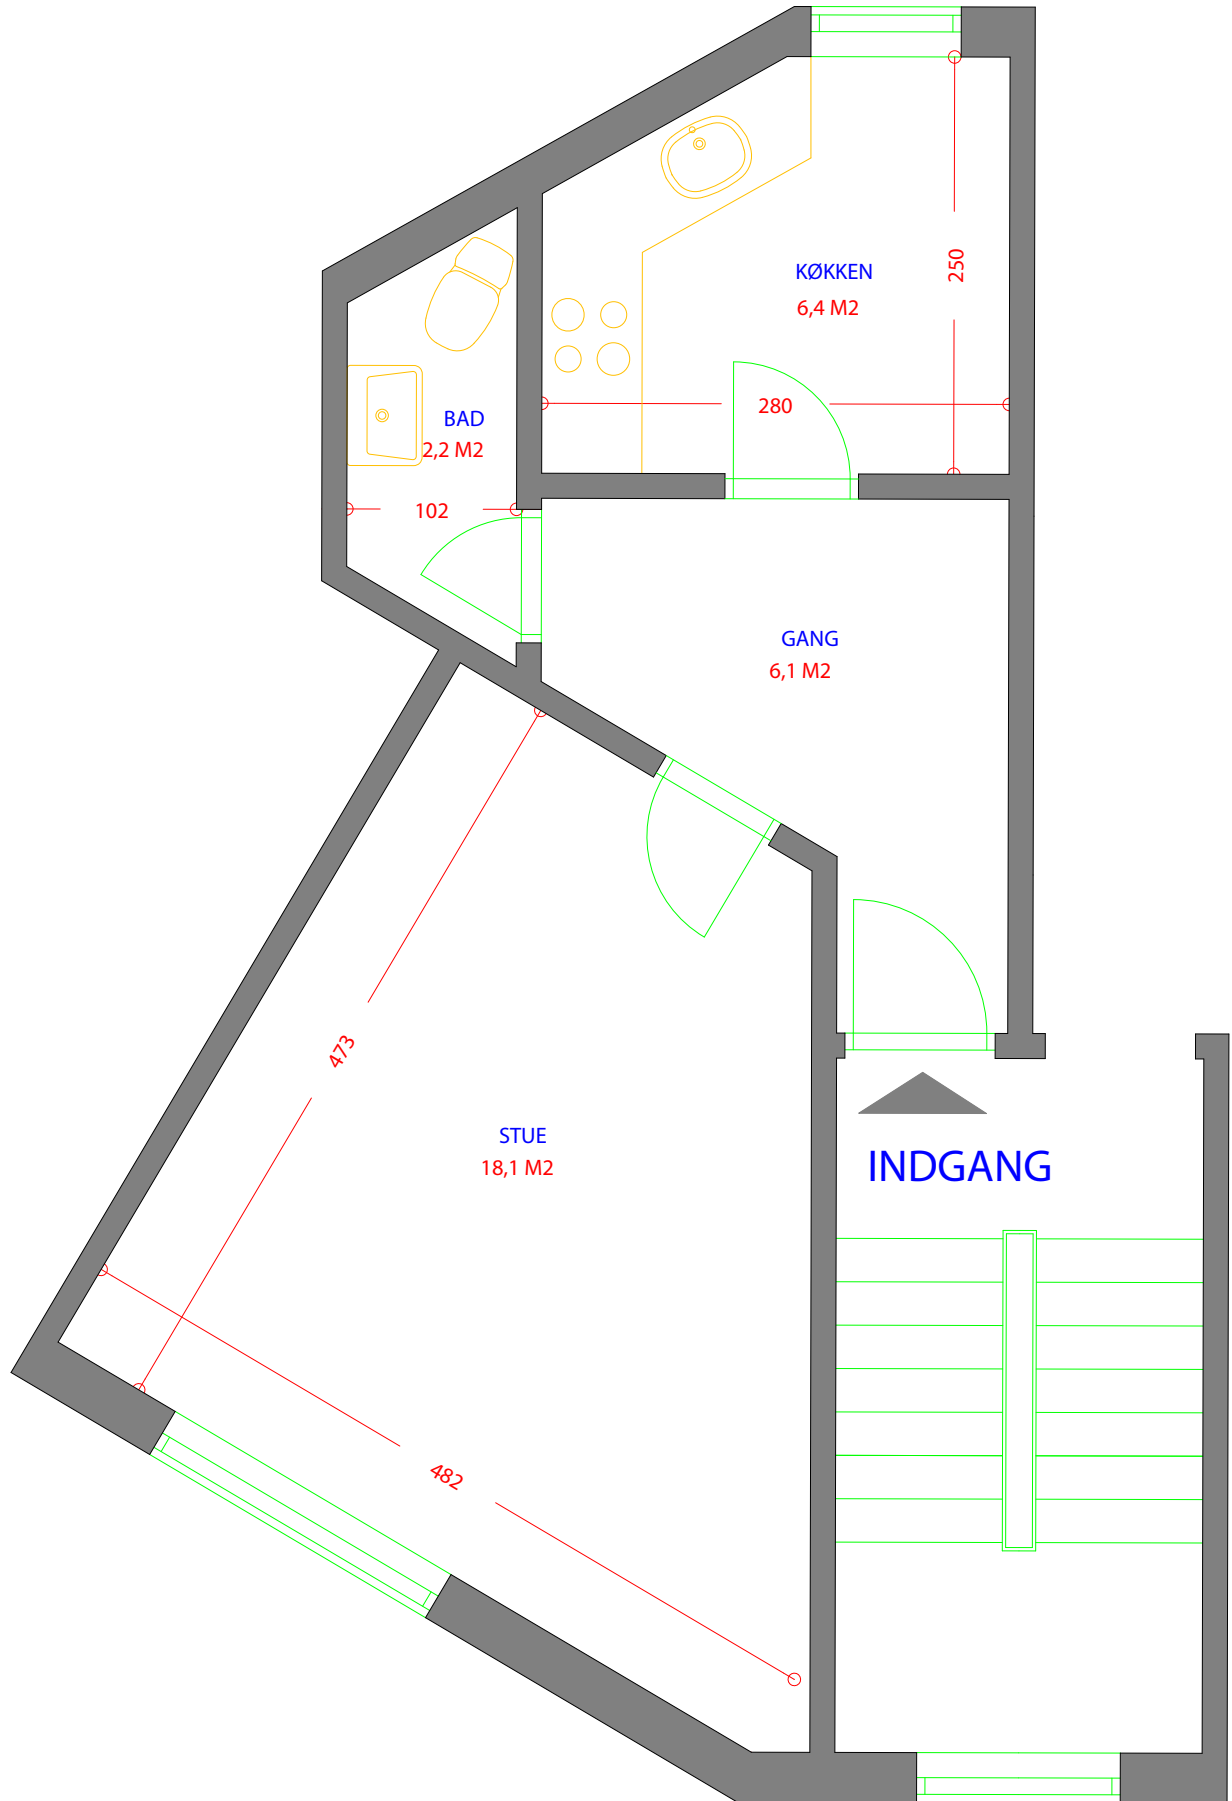 KØKKEN
6,4 M2
250
280
BAD
2,2 M2
102
GANG
6,1 M2
473
STUE
18,1 M2
INDGANG
482